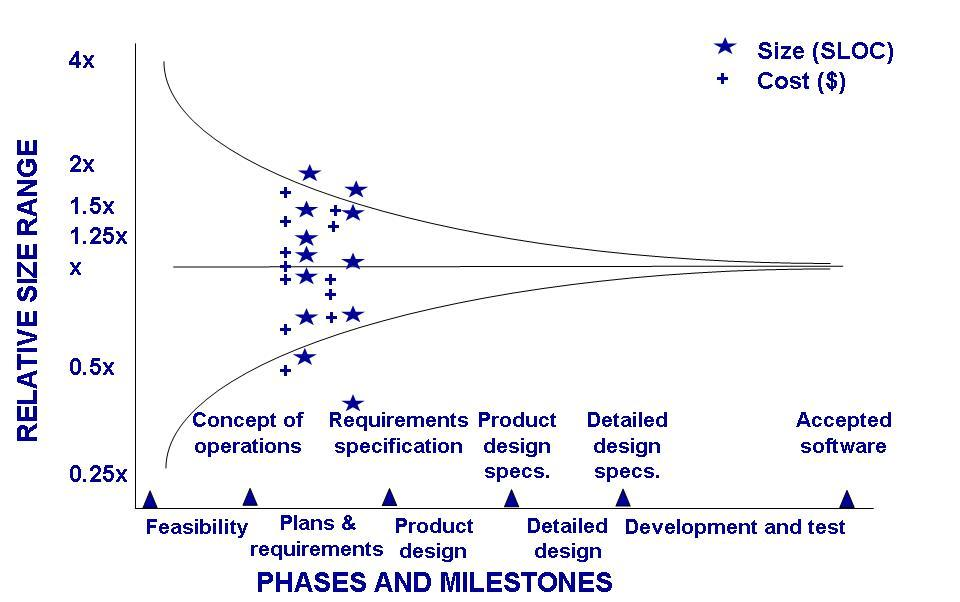 4x
Size (SLOC)
Cost ($)
RELATIVE SIZE RANGE
2x
1.5x
1.25x
x
0.5x
0.25x
Concept of
operations
Requirements
specification
Product
design
specs.
Detailed
design
specs.
Accepted
software
Feasibility
Plans &
requirements
Product
design
Detailed
design
Development and test
PHASES AND MILESTONES